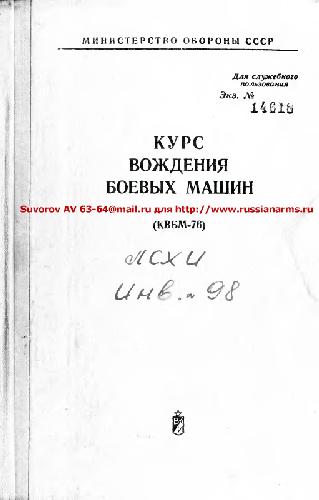 МИНИСТЕРСТВО ОБОРОНЫ СССР
Для служебного
пользования
Экз. №
14618
КУРС
ВОЖДЕНИЯ
БОЕВЫХ МАШИН
Suvorov AV 63-64@mail.ru для http://www.russianarms.ru
(КВБМ-76)
ЛСХИ
Инв. № 98